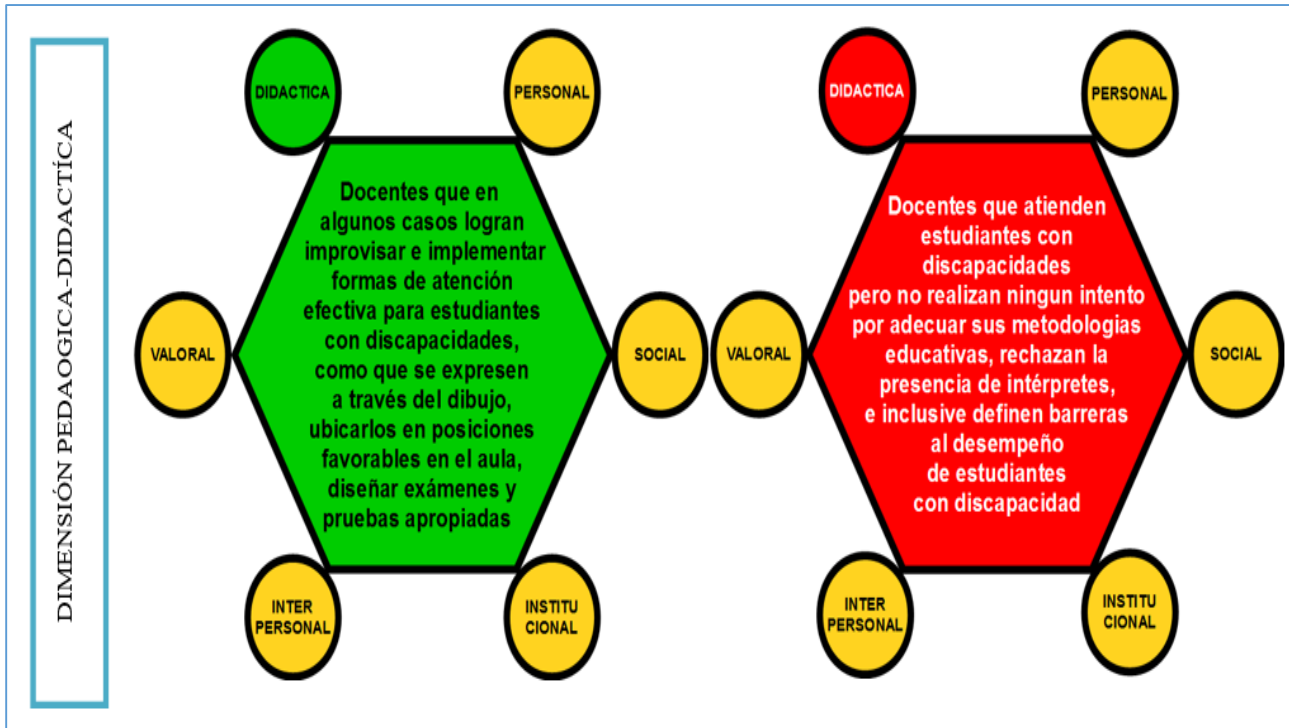 DIMENSIÓN PEDAOGICA-DIDACTÍCA
DIDACTICA
PERSONAL
VALORAL
Docentes que en
algunos casos logran
improvisar e implementar
formas de atención
efectiva para estudiantes
con discapacidades,
como que se expresen
a través del dibujo,
ubicarlos en posiciones
favorables en el aula,
diseñar exámenes y
pruebas apropiadas
SOCIAL
INTER
PERSONAL
INSTITU
CIONAL
DIDACTICA
PERSONAL
VALORAL
Docentes que atienden
estudiantes con
discapacidades
pero no realizan ningun intento
por adecuar sus metodologias
educativas, rechazan la
presencia de intérpretes,
e inclusive definen barreras
al desempeño
de estudiantes
con discapacidad
SOCIAL
INTER
PERSONAL
INSTITU
CIONAL